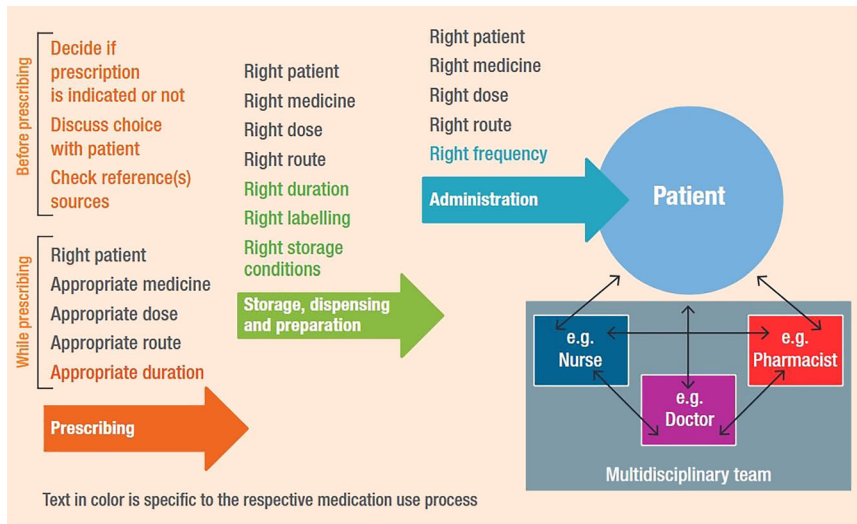 Before prescribing
Decide if
prescription
is indicated or not
Discuss choice
with patient
Check reference(s)
sources
While prescribing
Right patient
Appropriate medicine
Appropriate dose
Appropriate route
Appropriate duration
Prescribing
Right patient
Right medicine
Right dose
Right route
Right duration
Right labelling
Right storage
conditions
Storage, dispensing
and preparation
Right patient
Right medicine
Right dose
Right route
Right frequency
Administration
Patient
e.g.
Nurse
e.g.
Pharmacist
e.g.
Doctor
Multidisciplinary team
Text in color is specific to the respective medication use process